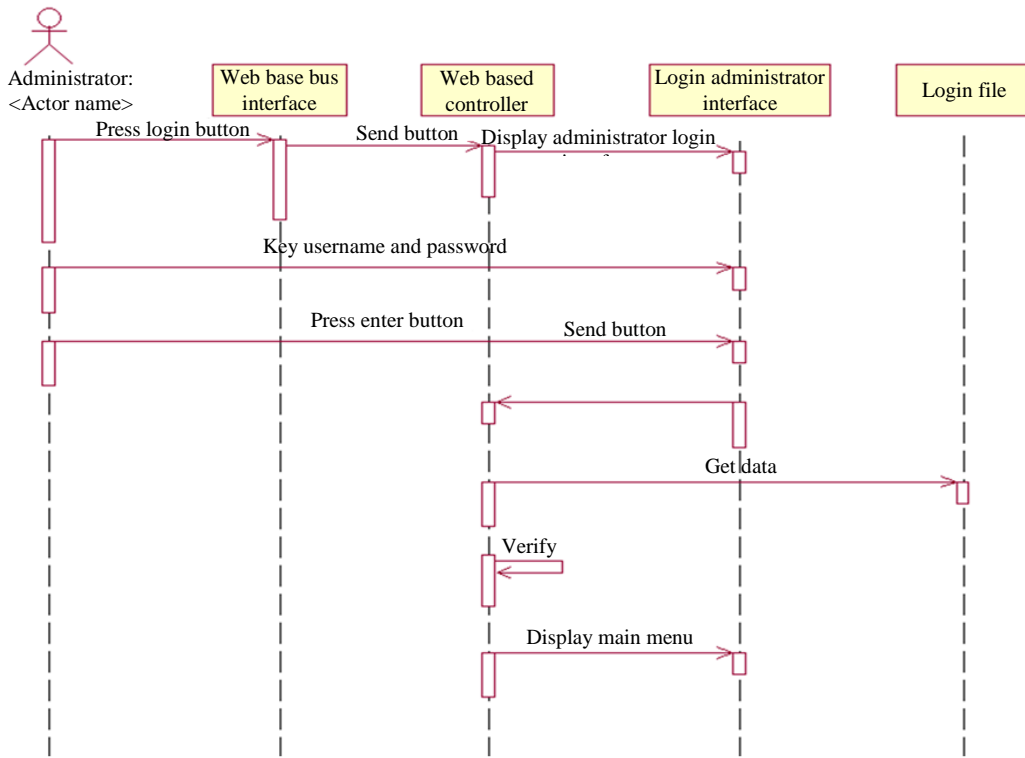 Administrator:
<Actor name>
Web base bus
interface
Web based
controller
Login administrator
interface
Login file
Press login button
Send button
Display administrator login
Key username and password
Press enter button
Send button
Get data
Verify
Display main menu